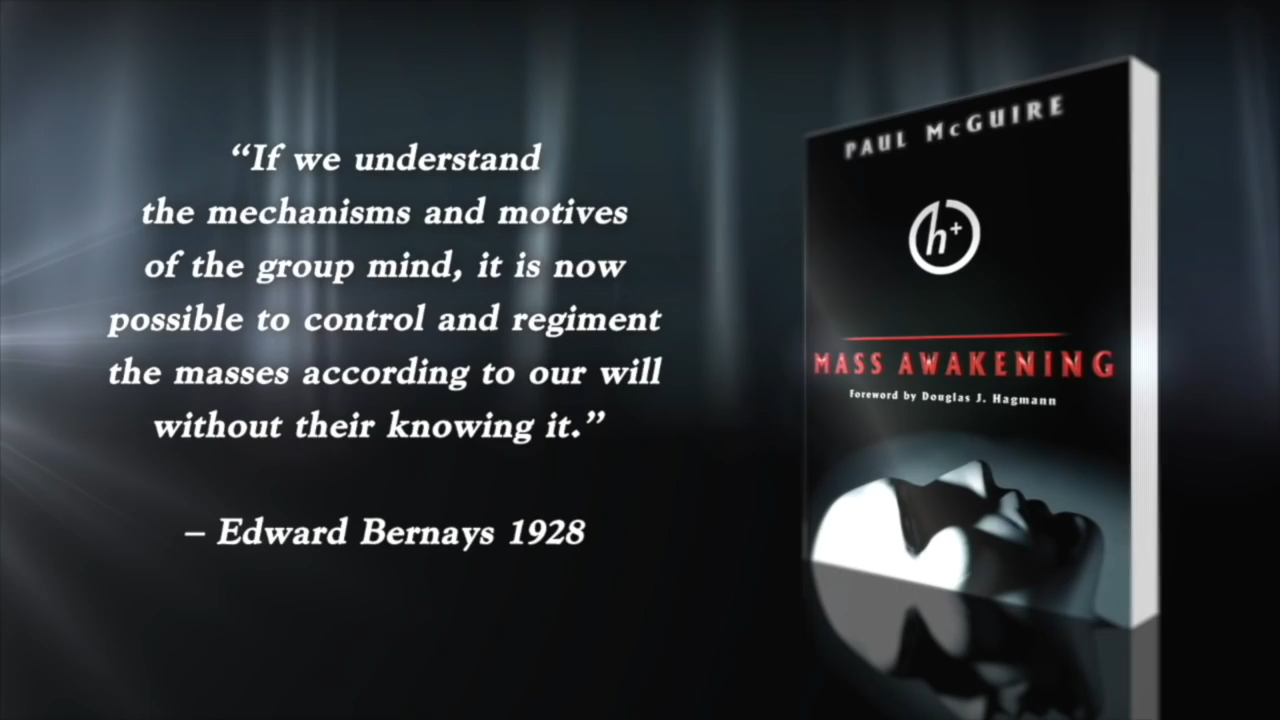 “If we understand
the mechanisms and motives
of the group mind, it is now
possible to control and regiment
the masses according to our will
without their knowing it.”
– Edward Bernays 1928
PAUL McGUIRE
h+
MASS AWAKENING
Foreword by Douglas J. Hagmann